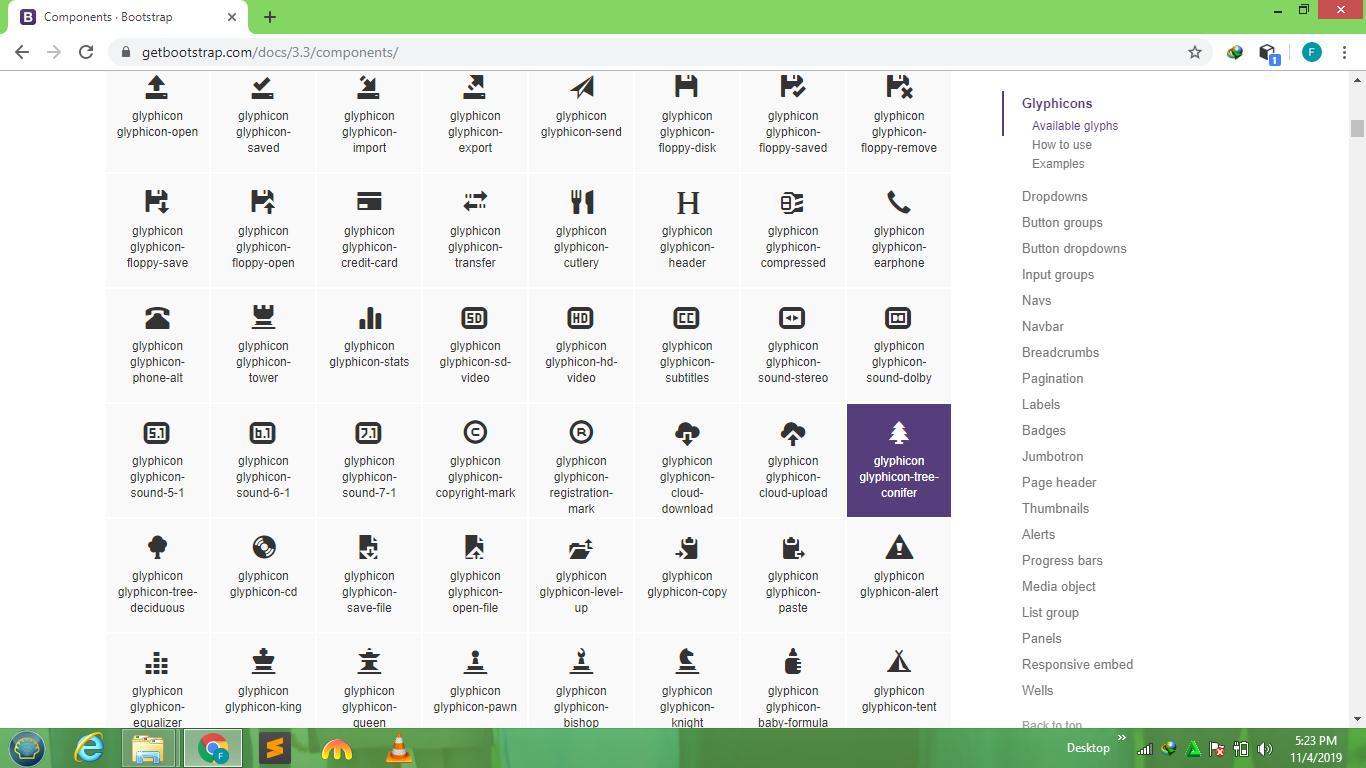 Components · Bootstrap
getbootstrap.com/docs/3.3/components/
F
1
glyphicon
glyphicon-open
glyphicon
glyphicon-
saved
glyphicon
glyphicon-
import
glyphicon
glyphicon-
export
glyphicon
glyphicon-send
glyphicon
glyphicon-
floppy-disk
glyphicon
glyphicon-
floppy-saved
glyphicon
glyphicon-
floppy-remove
glyphicon
glyphicon-
floppy-save
glyphicon
glyphicon-
floppy-open
glyphicon
glyphicon-
credit-card
glyphicon
glyphicon-
transfer
glyphicon
glyphicon-
cutlery
H
glyphicon
glyphicon-
header
glyphicon
glyphicon-
compressed
glyphicon
glyphicon-
earphone
glyphicon
glyphicon-
phone-alt
glyphicon
glyphicon-
tower
glyphicon
glyphicon-stats
SD
glyphicon
glyphicon-sd-
video
HD
glyphicon
glyphicon-hd-
video
CC
glyphicon
glyphicon-
subtitles
glyphicon
glyphicon-
sound-stereo
glyphicon
glyphicon-
sound-dolby
5.1
glyphicon
glyphicon-
sound-5-1
6.1
glyphicon
glyphicon-
sound-6-1
7.1
glyphicon
glyphicon-
sound-7-1
C
glyphicon
glyphicon-
copyright-mark
R
glyphicon
glyphicon-
registration-
mark
glyphicon
glyphicon-
cloud-
download
glyphicon
glyphicon-
cloud-upload
glyphicon
glyphicon-tree-
conifer
glyphicon
glyphicon-tree-
deciduous
glyphicon
glyphicon-cd
glyphicon
glyphicon-
save-file
glyphicon
glyphicon-
open-file
glyphicon
glyphicon-level-
up
glyphicon
glyphicon-copy
glyphicon
glyphicon-
paste
glyphicon
glyphicon-alert
glyphicon
glyphicon-
equalizer
glyphicon
glyphicon-king
glyphicon
glyphicon-
queen
glyphicon
glyphicon-pawn
glyphicon
glyphicon-
bishop
glyphicon
glyphicon-
knight
glyphicon
glyphicon-
baby-formula
glyphicon
glyphicon-tent
Glyphicons
Available glyphs
How to use
Examples
Dropdowns
Button groups
Button dropdowns
Input groups
Navs
Navbar
Breadcrumbs
Pagination
Labels
Badges
Jumbotron
Page header
Thumbnails
Alerts
Progress bars
Media object
List group
Panels
Responsive embed
Wells
Back to top
Desktop
5:23 PM
11/4/2019